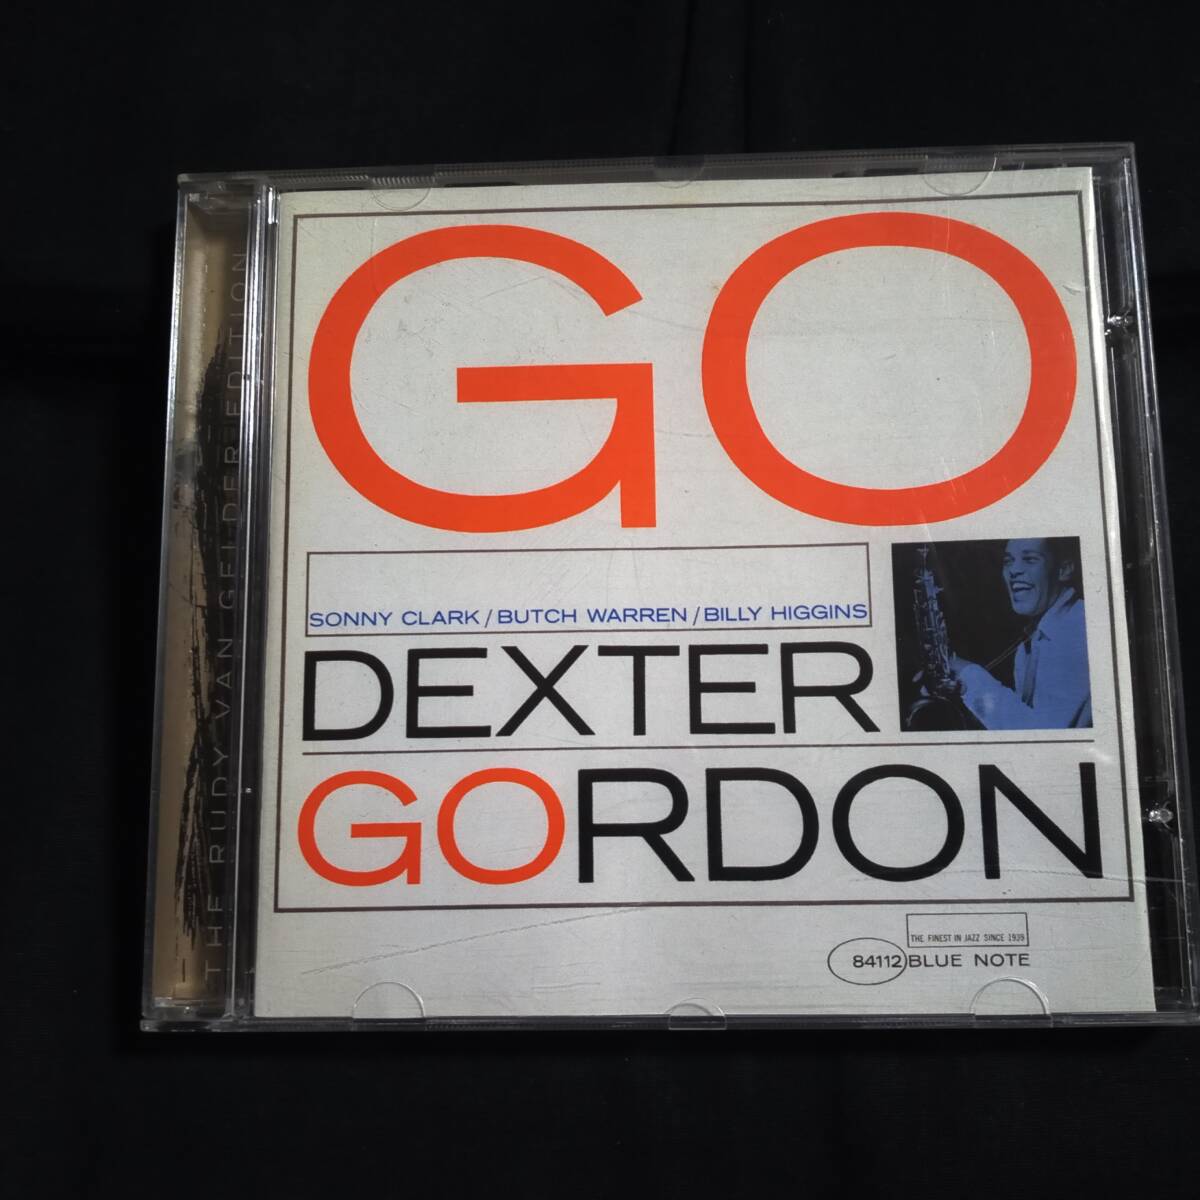 THE RUDY VAN GELDER EDITION
GO
SONNY CLARK/BUTCH WARREN/BILLY HIGGINS
DEXTER
GORDON
THE FINEST IN JAZZ SINCE 1939
84112 BLUE NOTE